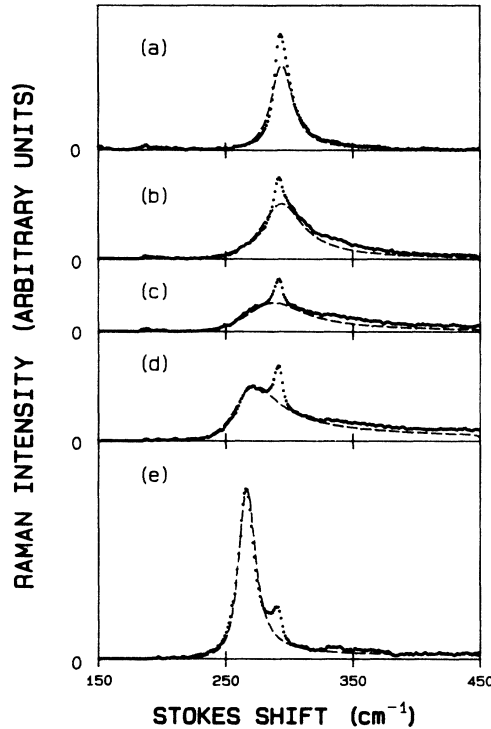 RAMAN INTENSITY (ARBITRARY UNITS)
(a)
0
(b)
0
(c)
0
(d)
0
(e)
0
150 250 350 450
STOKES SHIFT (cm⁻¹)